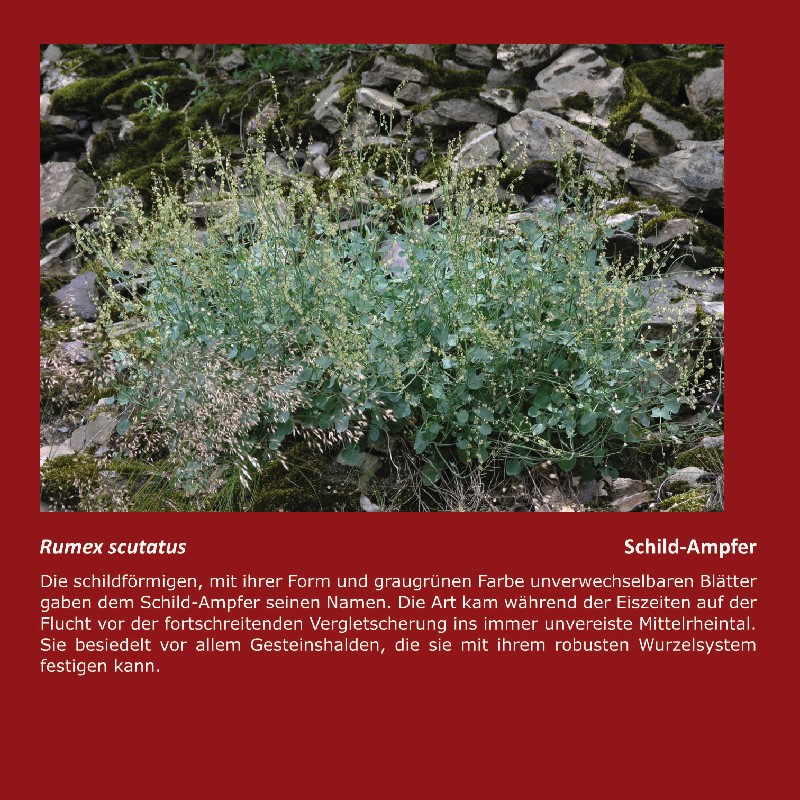 Rumex scutatus Schild-Ampfer
Die schildförmigen, mit ihrer Form und graugrünen Farbe unverwechselbaren Blätter
gaben dem Schild-Ampfer seinen Namen. Die Art kam während der Eiszeiten auf der
Flucht vor der fortschreitenden Vergletscherung ins immer unvereiste Mittelrheintal.
Sie besiedelt vor allem Gesteinshalden, die sie mit ihrem robusten Wurzelsystem
festigen kann.